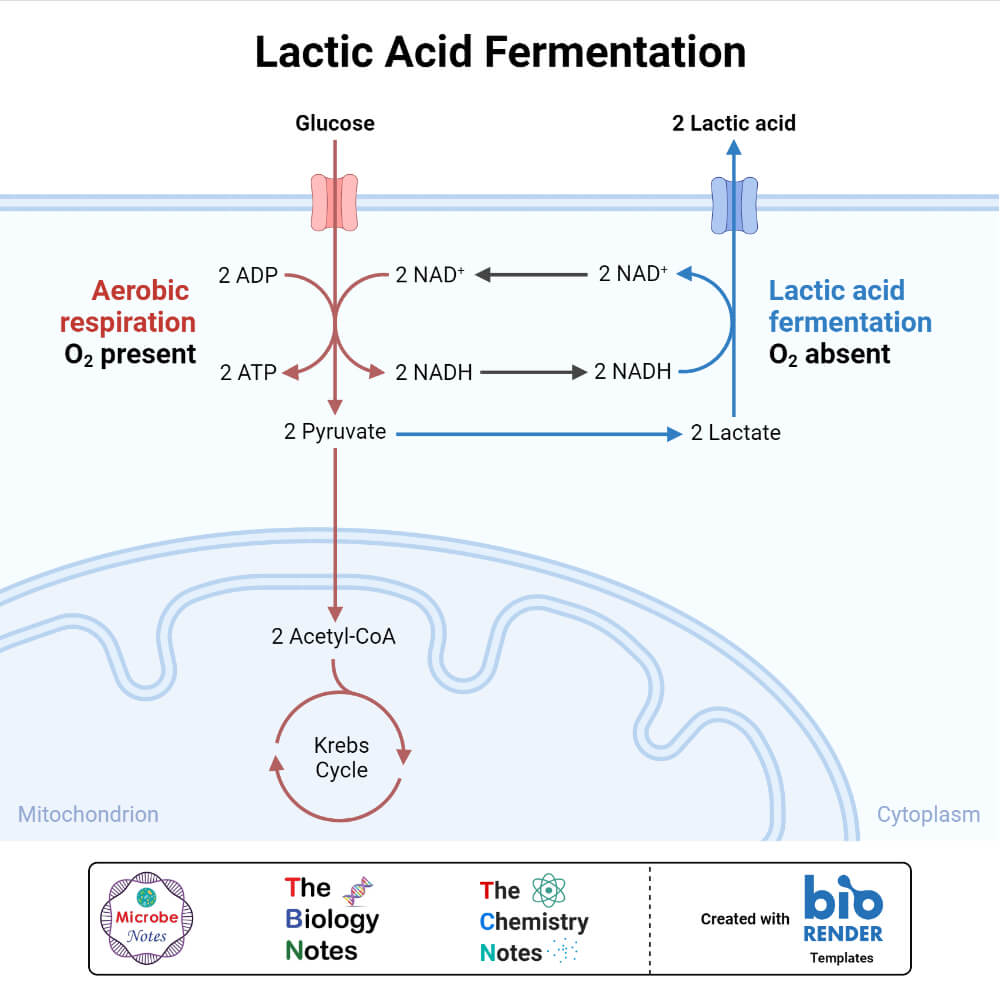 Lactic Acid Fermentation
Glucose
2 Lactic acid
2 ADP
2 NAD⁺
2 NAD⁺
Aerobic
respiration
O₂ present
Lactic acid
fermentation
O₂ absent
2 ATP
2 NADH
2 NADH
2 Pyruvate
2 Lactate
2 Acetyl-CoA
Krebs
Cycle
Mitochondrion
Cytoplasm
Microbe
Notes
The
Biology
Notes
The
Chemistry
Notes
Created with
bio
RENDER
Templates